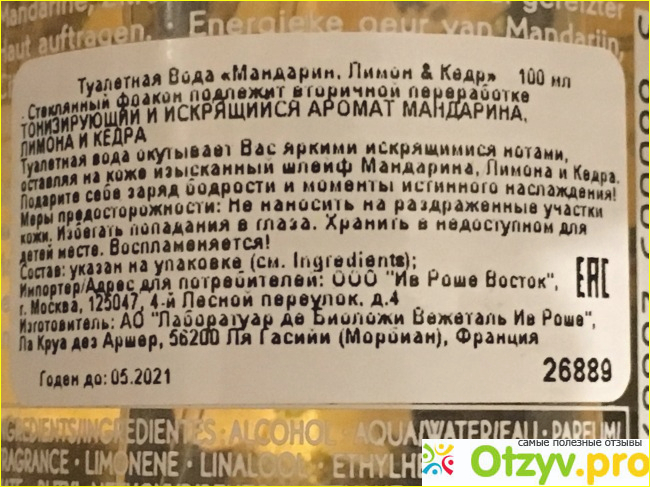 Mandarine,
gereizter
Haut auftragen. Energieke geur van Mandarijn,
Туалетная Вода «Мандарин, Лимон & Кедр» 100 мл
Стеклянный флакон подлежит вторичной переработке
ТОНИЗИРУЮЩИЙ И ИСКРЯЩИЙСЯ АРОМАТ МАНДАРИНА,
ЛИМОНА И КЕДРА
Туалетная вода окутывает Вас яркими искрящимися нотами,
оставляя на коже изысканный шлейф Мандарина, Лимона и Кедра.
Подарите себе заряд бодрости и моменты истинного наслаждения!
Меры предосторожности: Не наносить на раздраженные участки
кожи. Избегать попадания в глаза. Хранить в недоступном для
детей месте. Воспламеняется!
Состав: указан на упаковке (см. Ingredients);
Импортер/Адрес для потребителей: ООО "Ив Роше Восток",
г. Москва, 125047, 4-й Лесной переулок, д.4
Изготовитель: АО "Лаборатуар де Биоложи Вежеталь Ив Роше",
Ла Круа дез Аршер, 56200 Ля Гасийи (Морбиан), Франция
EAC
Годен до: 05.2021
26889
INGREDIENTS/INGREDIENTES · ALCOHOL · AQUA/WATER/EAU · PARFUM/
FRAGRANCE · LIMONENE · LINALOOL · ETHYLHE
самые полезные отзывы
Otzyv.pro